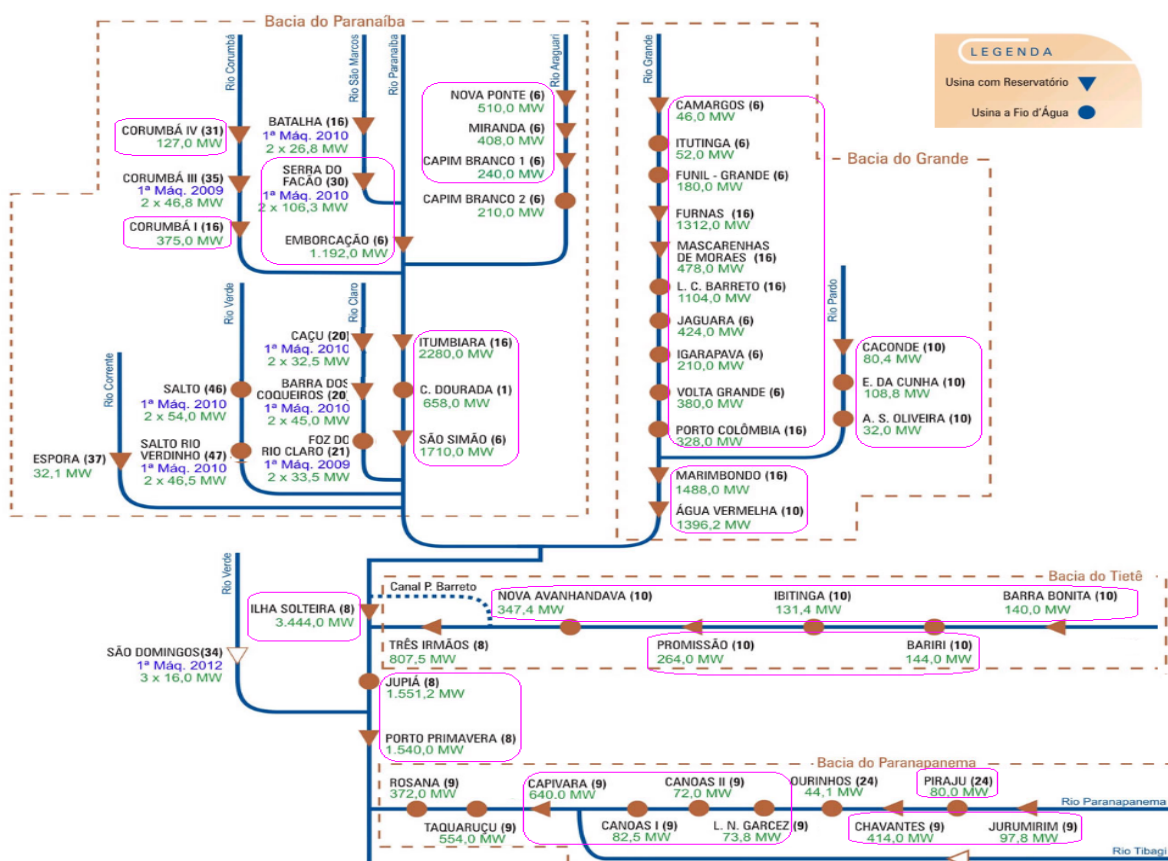 Bacia do Paranaíba
Rio Corumbá
Rio São Marcos
Rio Paranaíba
Rio Araguari
CORUMBÁ IV (31)
127,0 MW
CORUMBÁ III (35)
1ª Máq. 2009
2 x 46,8 MW
CORUMBÁ I (16)
375,0 MW
BATALHA (16)
1ª Máq. 2010
2 x 26,8 MW
SERRA DO
FACÃO (30)
1ª Máq. 2010
2 x 106,3 MW
EMBORCAÇÃO (6)
1.192,0 MW
NOVA PONTE (6)
510,0 MW
MIRANDA (6)
408,0 MW
CAPIM BRANCO 1 (6)
240,0 MW
CAPIM BRANCO 2 (6)
210,0 MW
Rio Corrente
Rio Verde
Rio Claro
ESPORA (37)
32,1 MW
SALTO (46)
1ª Máq. 2010
2 x 54,0 MW
SALTO RIO
VERDINHO (47)
1ª Máq. 2010
2 x 46,5 MW
CAÇU (20)
1ª Máq. 2010
2 x 32,5 MW
BARRA DOS
COQUEIROS (20)
1ª Máq. 2010
2 x 45,0 MW
FOZ DO
RIO CLARO (21)
1ª Máq. 2009
2 x 33,5 MW
ITUMBIARA (16)
2280,0 MW
C. DOURADA (1)
658,0 MW
SÃO SIMÃO (6)
1710,0 MW
Rio Grande
CAMARGOS (6)
46,0 MW
ITUTINGA (6)
52,0 MW
FUNIL - GRANDE (6)
180,0 MW
FURNAS (16)
1312,0 MW
MASCARENHAS
DE MORAES (16)
478,0 MW
L. C. BARRETO (16)
1104,0 MW
JAGUARA (6)
424,0 MW
IGARAPAVA (6)
210,0 MW
VOLTA GRANDE (6)
380,0 MW
PORTO COLÔMBIA (16)
328,0 MW
MARIMBONDO (16)
1488,0 MW
ÁGUA VERMELHA (10)
1396,2 MW
LEGENDA
Usina com Reservatório
Usina a Fio d'Água
Bacia do Grande
Rio Pardo
CACONDE (10)
80,4 MW
E. DA CUNHA (10)
108,8 MW
A. S. OLIVEIRA (10)
32,0 MW
Rio Verde
ILHA SOLTEIRA (8)
3.444,0 MW
SÃO DOMINGOS(34)
1ª Máq. 2012
3 x 16,0 MW
Bacia do Tietê
Canal P. Barreto
NOVA AVANHANDAVA (10)
347,4 MW
IBITINGA (10)
131,4 MW
BARRA BONITA (10)
140,0 MW
TRÊS IRMÃOS (8)
807,5 MW
PROMISSÃO (10)
264,0 MW
BARIRI (10)
144,0 MW
JUPIÁ (8)
1.551,2 MW
PORTO PRIMAVERA (8)
1.540,0 MW
Bacia do Paranapanema
ROSANA (9)
372,0 MW
CAPIVARA (9)
640,0 MW
CANOAS II (9)
72,0 MW
OURINHOS (24)
44,1 MW
PIRAJU (24)
80,0 MW
Rio Paranapanema
TAQUARUÇU (9)
554,0 MW
CANOAS I (9)
82,5 MW
L. N. GARCEZ (9)
73,8 MW
CHAVANTES (9)
414,0 MW
JURUMIRIM (9)
97,8 MW
Rio Tibagi